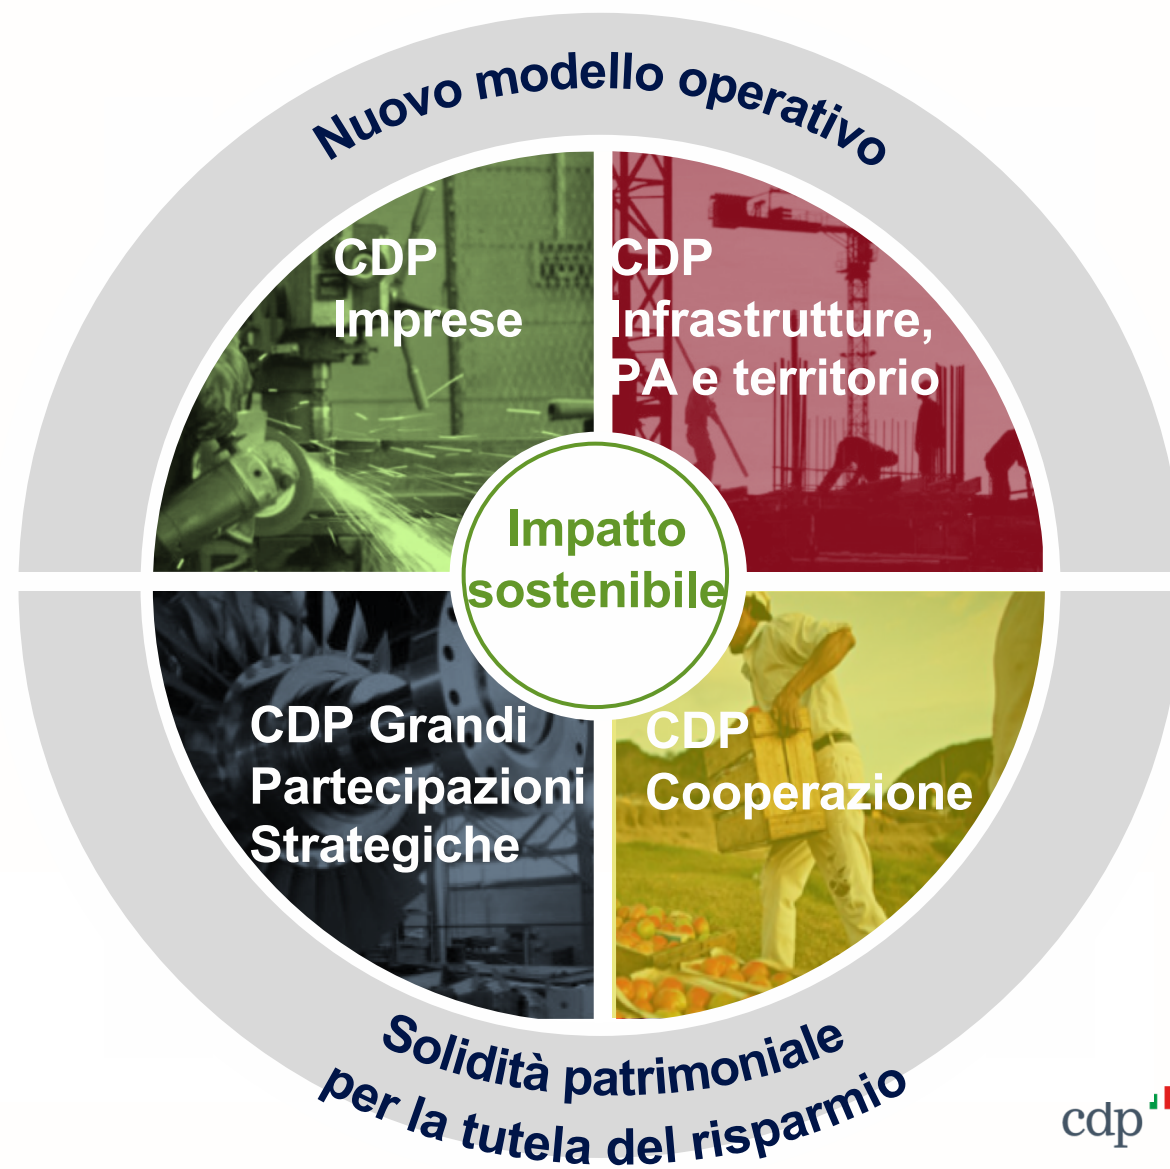 Nuovo modello operativo
CDP
Imprese
CDP
Infrastrutture,
PA e territorio
Impatto
sostenibile
CDP Grandi
Partecipazioni
Strategiche
CDP
Cooperazione
Solidità patrimoniale
per la tutela del risparmio
cdp